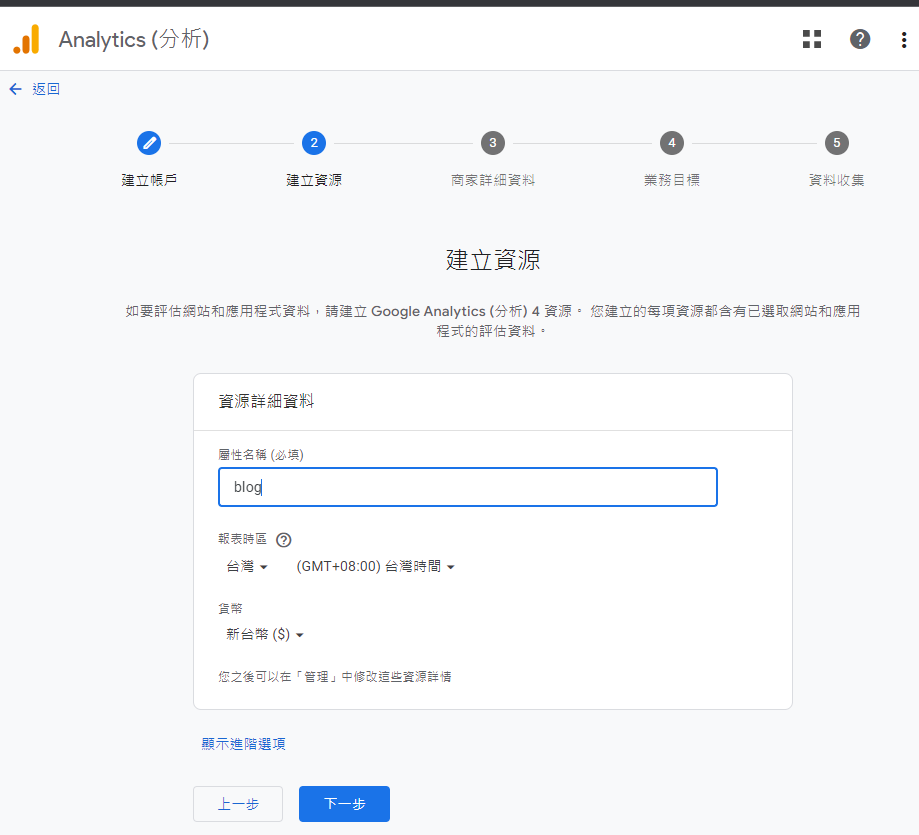 Analytics (分析)
返回
2
3
4
5
建立帳戶
建立資源
商家詳細資料
業務目標
資料收集
建立資源
如要評估網站和應用程式資料，請建立 Google Analytics (分析) 4 資源。 您建立的每項資源都含有已選取網站和應用
程式的評估資料。
資源詳細資料
屬性名稱 (必填)
blog
報表時區
台灣 (GMT+08:00) 台灣時間
貨幣
新台幣 ($)
您之後可以在「管理」中修改這些資源詳情
顯示進階選項
上一步 下一步